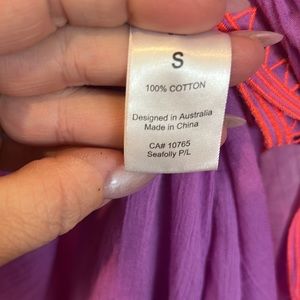 S
100% COTTON
Designed in Australia
Made in China
CA# 10765
Seafolly P/L